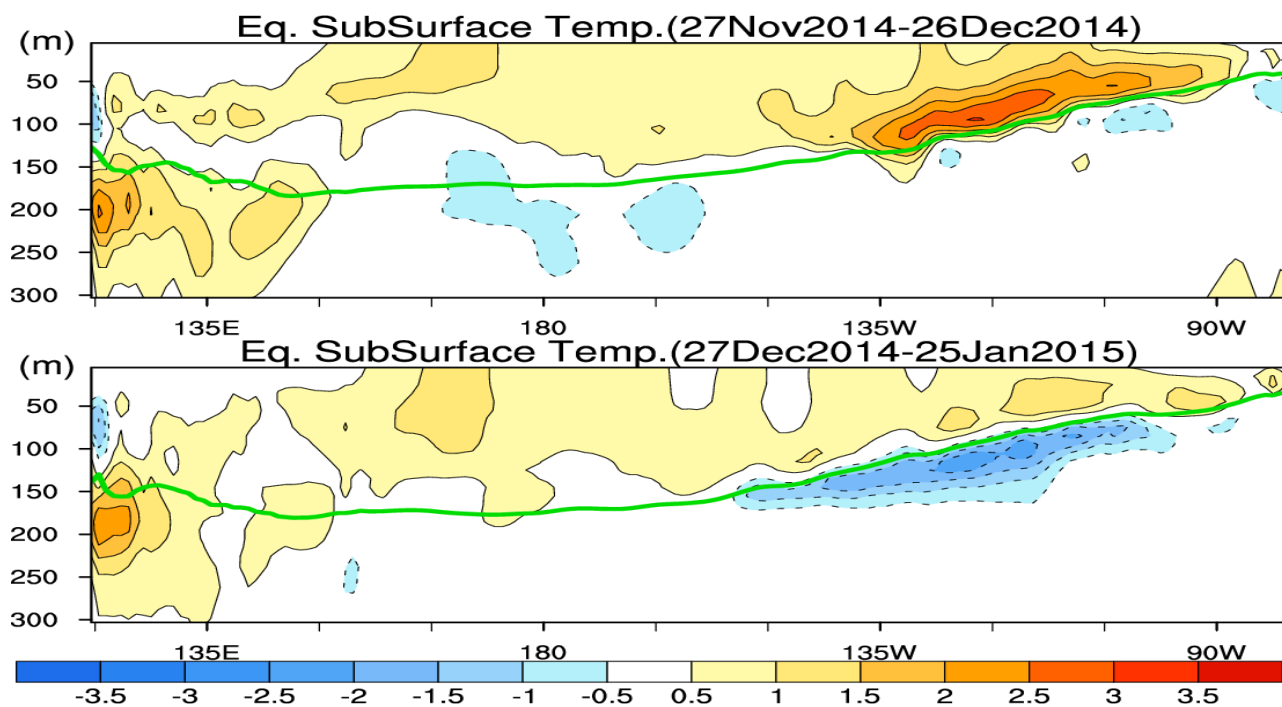 Eq. SubSurface Temp.(27Nov2014-26Dec2014)
(m)
50
100
150
200
250
300
135E 180 135W 90W
Eq. SubSurface Temp.(27Dec2014-25Jan2015)
(m)
50
100
150
200
250
300
135E 180 135W 90W
-3.5 -3 -2.5 -2 -1.5 -1 -0.5 0.5 1 1.5 2 2.5 3 3.5